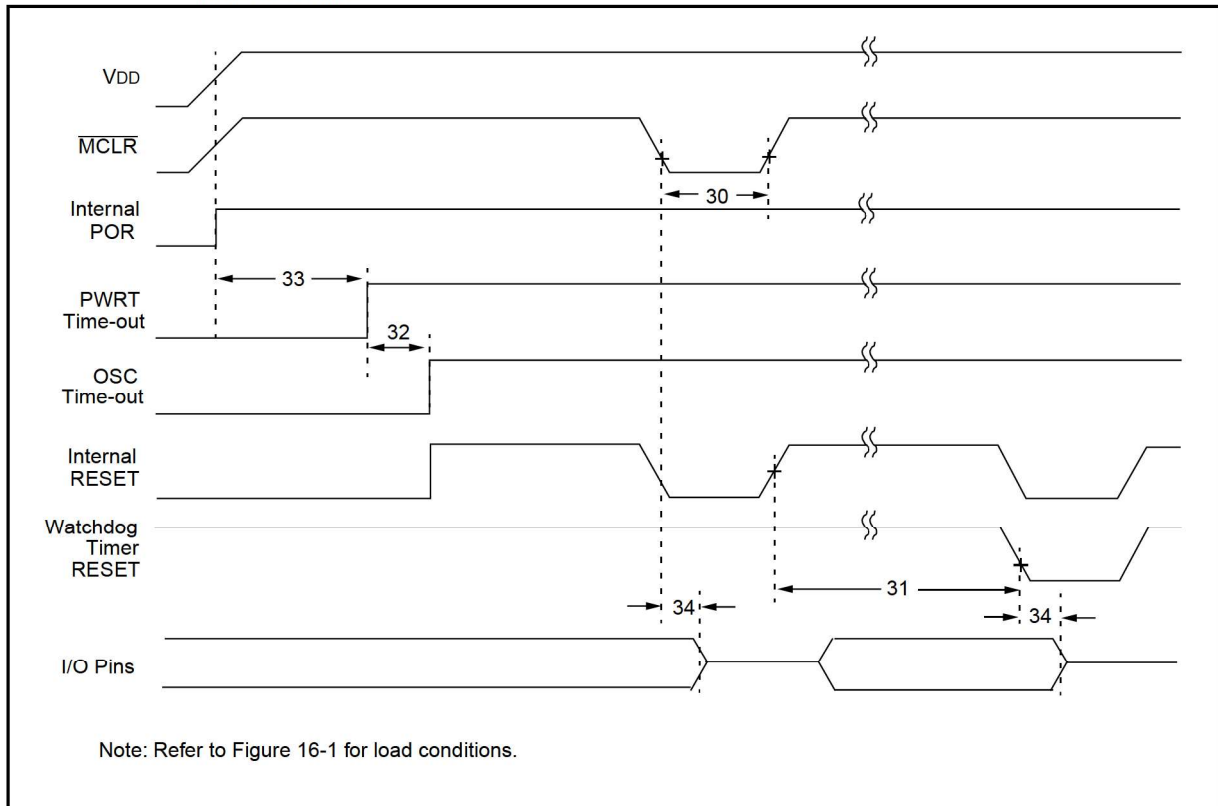 VDD
MCLR
30
Internal
POR
33
PWRT
Time-out
32
OSC
Time-out
Internal
RESET
Watchdog
Timer
RESET
31
34
34
I/O Pins
Note: Refer to Figure 16-1 for load conditions.